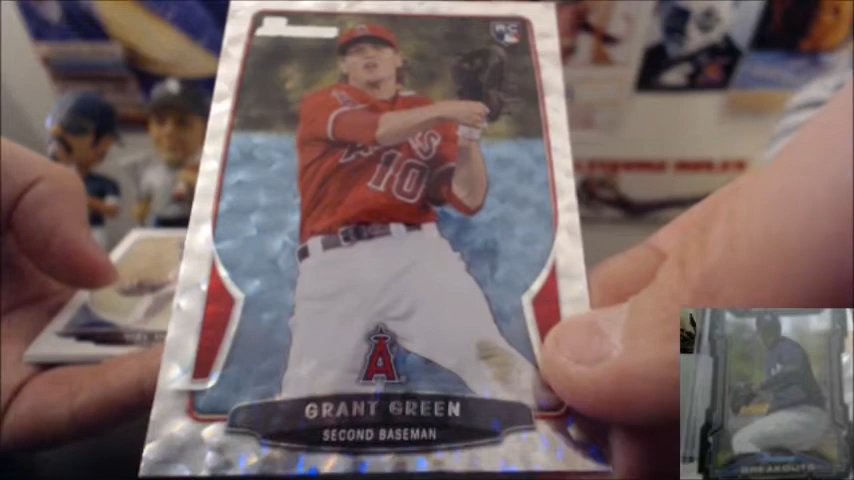 Bowman
RC
ANGELS
10
A
GRANT GREEN
SECOND BASEMAN
BREAKOUTS